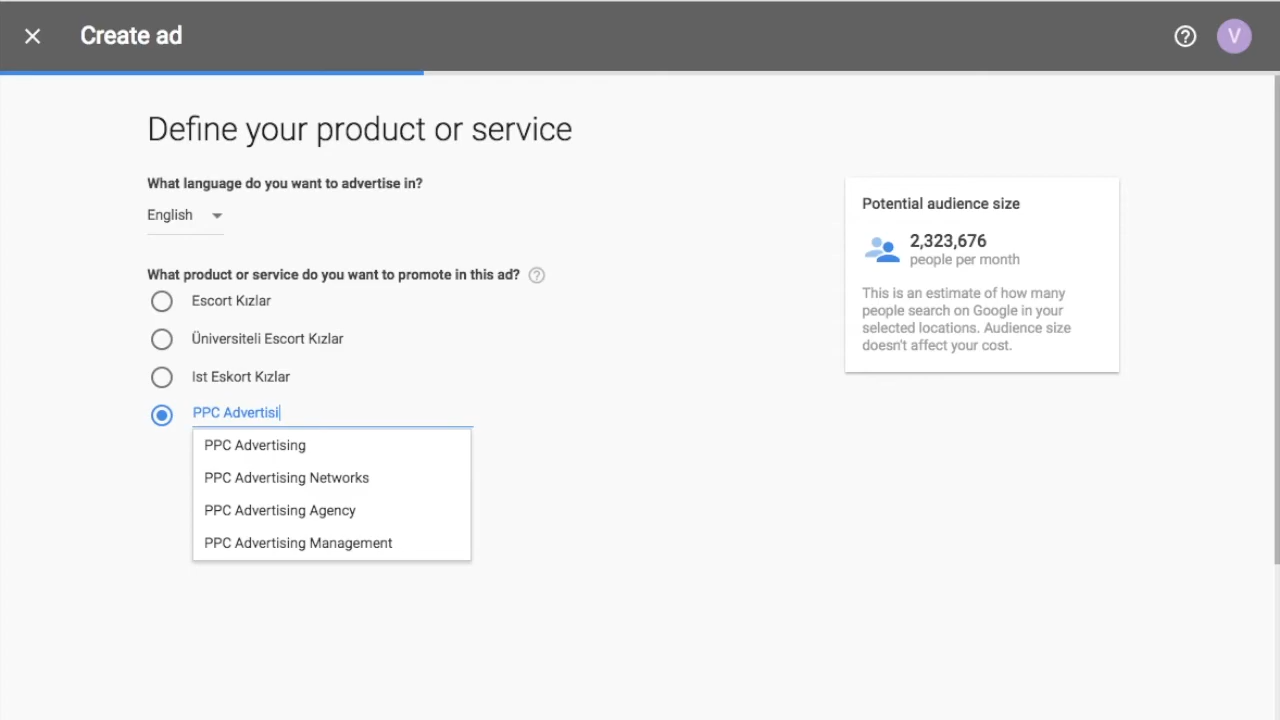 Create ad
V
Define your product or service
What language do you want to advertise in?
English
What product or service do you want to promote in this ad? ?
Escort Kızlar
Üniversiteli Escort Kızlar
Ist Eskort Kızlar
PPC Advertisi
PPC Advertising
PPC Advertising Networks
PPC Advertising Agency
PPC Advertising Management
Potential audience size
2,323,676
people per month
This is an estimate of how many
people search on Google in your
selected locations. Audience size
doesn't affect your cost.